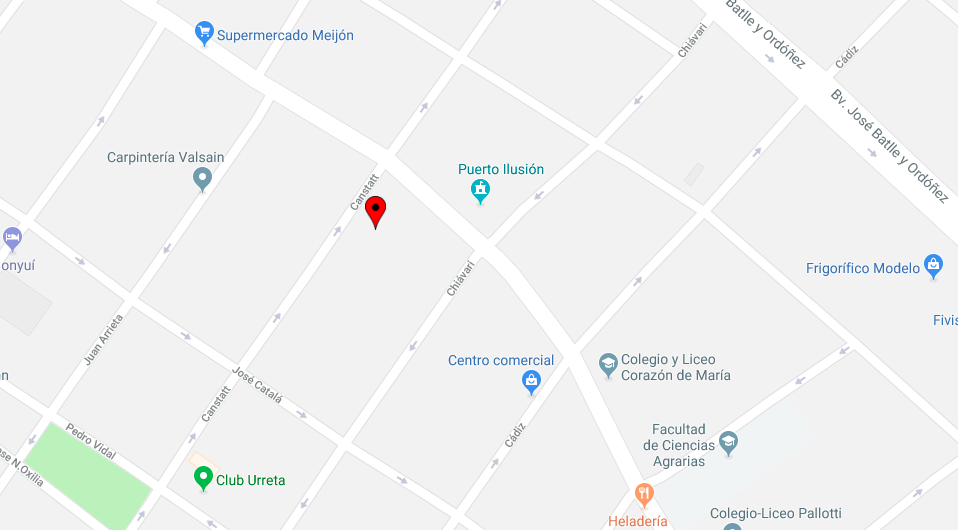 Batlle y Ordóñez
Supermercado Meijón
Chiávari
Cádiz
Bv. José Batlle y Ordóñez
Carpintería Valsain
Puerto Ilusión
Canstatt
onyuí
Frigorífico Modelo
Chiávari
Fivis
Juan Arrieta
Centro comercial
Colegio y Liceo
Corazón de María
José Catalá
Canstatt
Pedro Vidal
Cádiz
Facultad
de Ciencias
Agrarias
ose N.Oxilia
Club Urreta
Heladería
Colegio-Liceo Pallotti